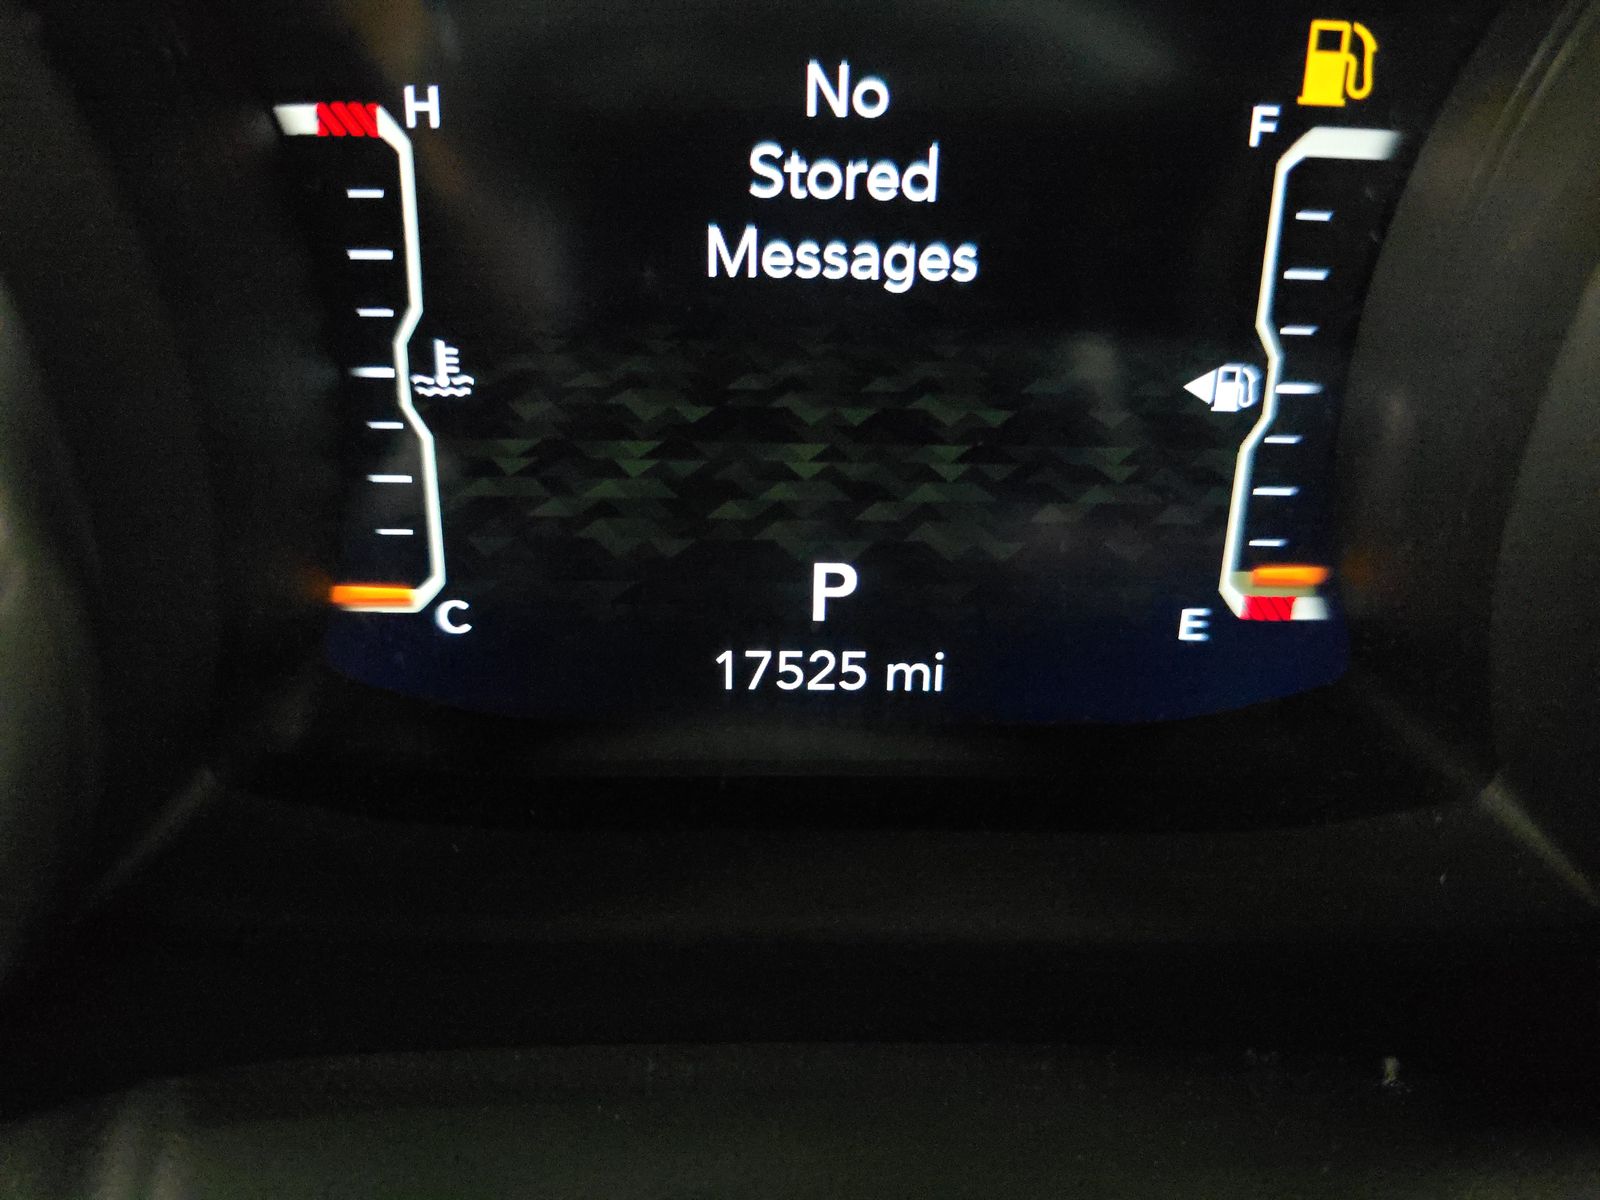 No
Stored
Messages
H
F
C
E
P
17525 mi